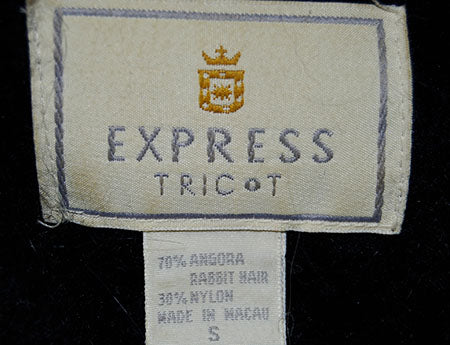 EXPRESS
TRICOT
70% ANGORA
RABBIT HAIR
30% NYLON
MADE IN MACAU
S